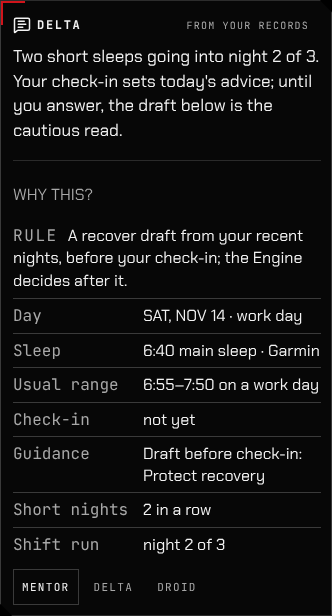 DELTA FROM YOUR RECORDS
Two short sleeps going into night 2 of 3.
Your check-in sets today's advice; until
you answer, the draft below is the
cautious read.
WHY THIS?
RULE A recover draft from your recent
nights, before your check-in; the Engine
decides after it.
Day SAT, NOV 14 · work day
Sleep 6:40 main sleep · Garmin
Usual range 6:55–7:50 on a work day
Check-in not yet
Guidance Draft before check-in:
Protect recovery
Short nights 2 in a row
Shift run night 2 of 3
MENTOR DELTA DROID